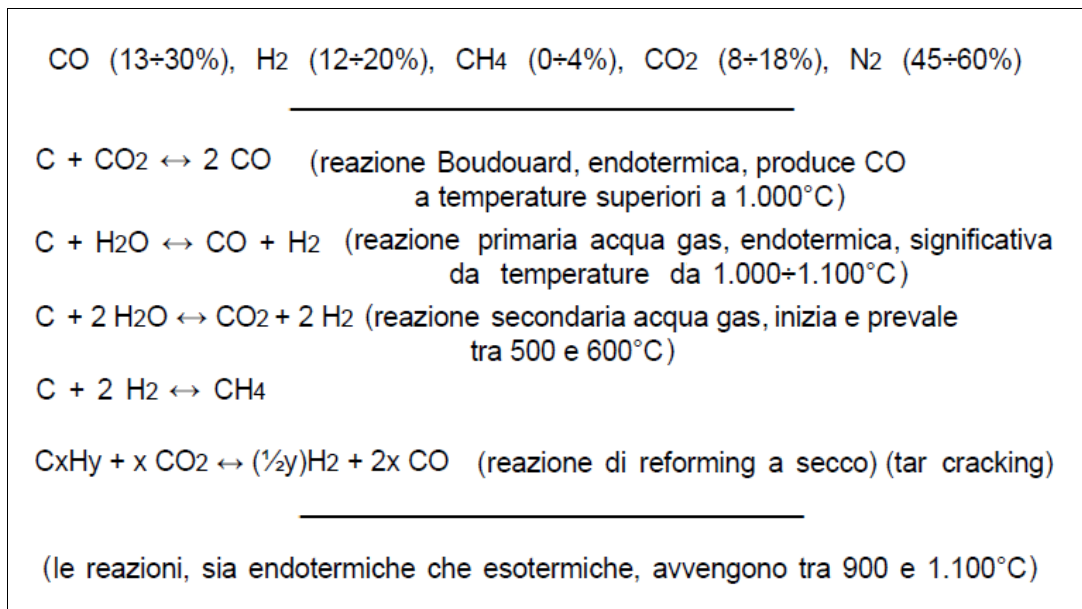 CO (13÷30%), H2 (12÷20%), CH4 (0÷4%), CO2 (8÷18%), N2 (45÷60%)
C + CO2 ↔ 2 CO (reazione Boudouard, endotermica, produce CO
a temperature superiori a 1.000°C)
C + H2O ↔ CO + H2 (reazione primaria acqua gas, endotermica, significativa
da temperature da 1.000÷1.100°C)
C + 2 H2O ↔ CO2 + 2 H2 (reazione secondaria acqua gas, inizia e prevale
tra 500 e 600°C)
C + 2 H2 ↔ CH4
CxHy + x CO2 ↔ (½y)H2 + 2x CO (reazione di reforming a secco) (tar cracking)
(le reazioni, sia endotermiche che esotermiche, avvengono tra 900 e 1.100°C)